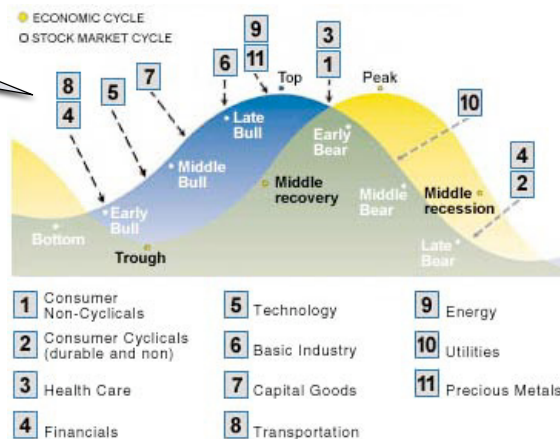 ECONOMIC CYCLE
STOCK MARKET CYCLE
9
11
3
1
Top
Peak
8
4
5
7
6
10
Late
Bull
Early
Bear
4
2
Middle
Bull
Middle
recovery
Middle
Bear
Middle
recession
Early
Bull
Bottom
Trough
Late
Bear
1 Consumer
Non-Cyclicals
2 Consumer Cyclicals
(durable and non)
3 Health Care
4 Financials
5 Technology
6 Basic Industry
7 Capital Goods
8 Transportation
9 Energy
10 Utilities
11 Precious Metals